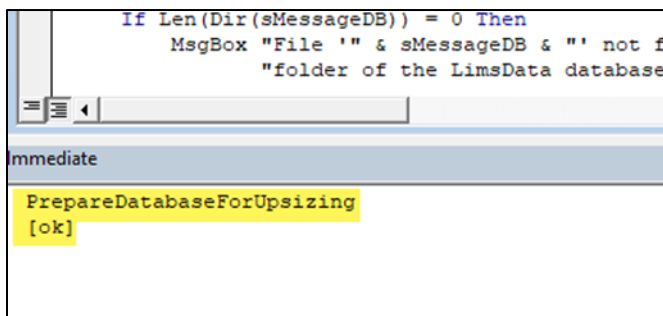 If Len(Dir(sMessageDB)) = 0 Then
MsgBox "File '" & sMessageDB & "' not f
"folder of the LimsData database
Immediate
PrepareDatabaseForUpsizing
[ok]